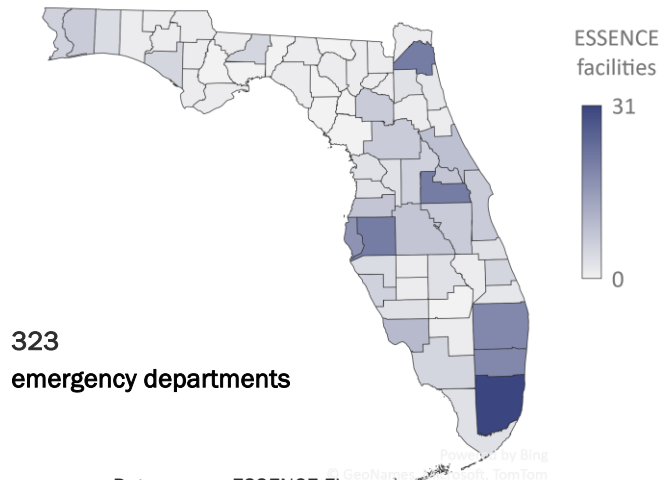 ESSENCE
facilities
31
0
323
emergency departments
Powered by Bing
© GeoNames, Microsoft, TomTom